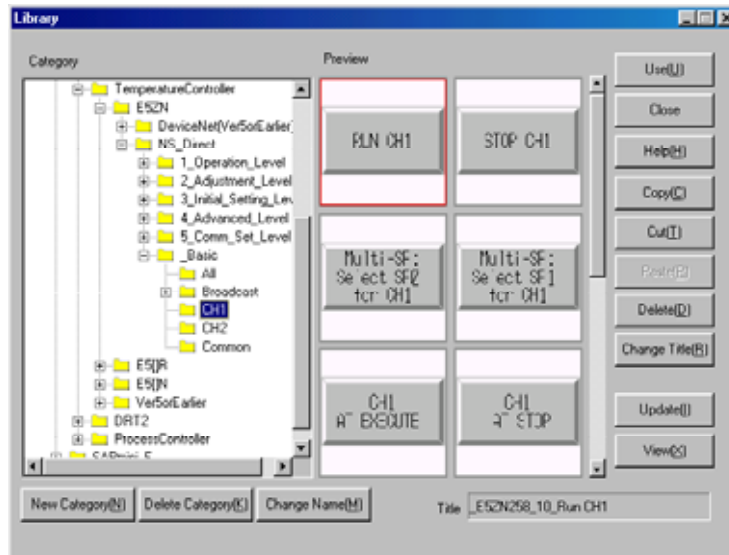 Library
Category
TemperatureController
E5ZN
DeviceNet(Ver5orEarlier)
NS_Direct
1_Operation_Level
2_Adjustment_Level
3_Initial_Setting_Lev
4_Advanced_Level
5_Comm_Set_Level
_Basic
All
Broadcast
CH1
CH2
Common
E5[]R
E5[]N
Ver5orEarlier
DRT2
ProcessController
Preview
RUN CH1
STOP CH1
Multi-SP:
Select SP0
for CH1
Multi-SP:
Select SP1
for CH1
CH1
AT EXECUTE
CH1
AT STOP
Use(U)
Close
Help(H)
Copy(C)
Cut(T)
Paste(P)
Delete(D)
Change Title(R)
Update(I)
View(X)
New Category(N)
Delete Category(K)
Change Name(M)
Title _E5ZN258_10_Run CH1